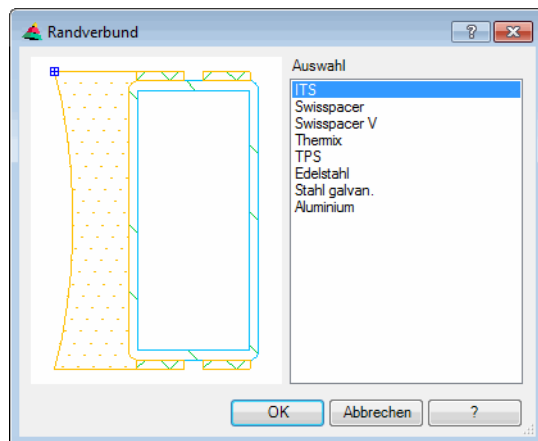 Randverbund
?
Auswahl
ITS
Swisspacer
Swisspacer V
Thermix
TPS
Edelstahl
Stahl galvan.
Aluminium
OK
Abbrechen
?